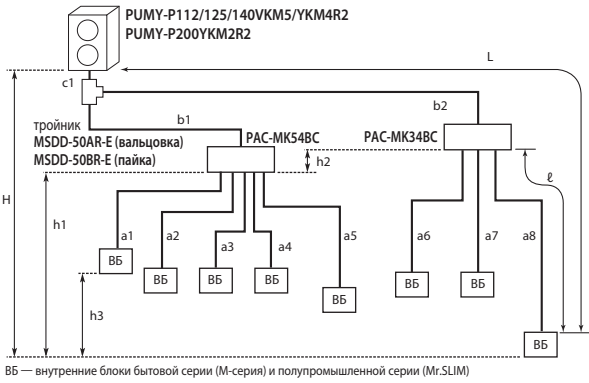 PUMY-P112/125/140VKM5/YKM4R2
PUMY-P200YKM2R2
L
c1
b1
b2
тройник
MSDD-50AR-E (вальцовка)
MSDD-50BR-E (пайка)
PAC-MK54BC
PAC-MK34BC
h2
ℓ
H
h1
a1
a2
a3
a4
a5
a6
a7
a8
ВБ
ВБ
ВБ
ВБ
ВБ
ВБ
ВБ
ВБ
h3
ВБ — внутренние блоки бытовой серии (М-серия) и полупромышленной серии (Mr.SLIM)